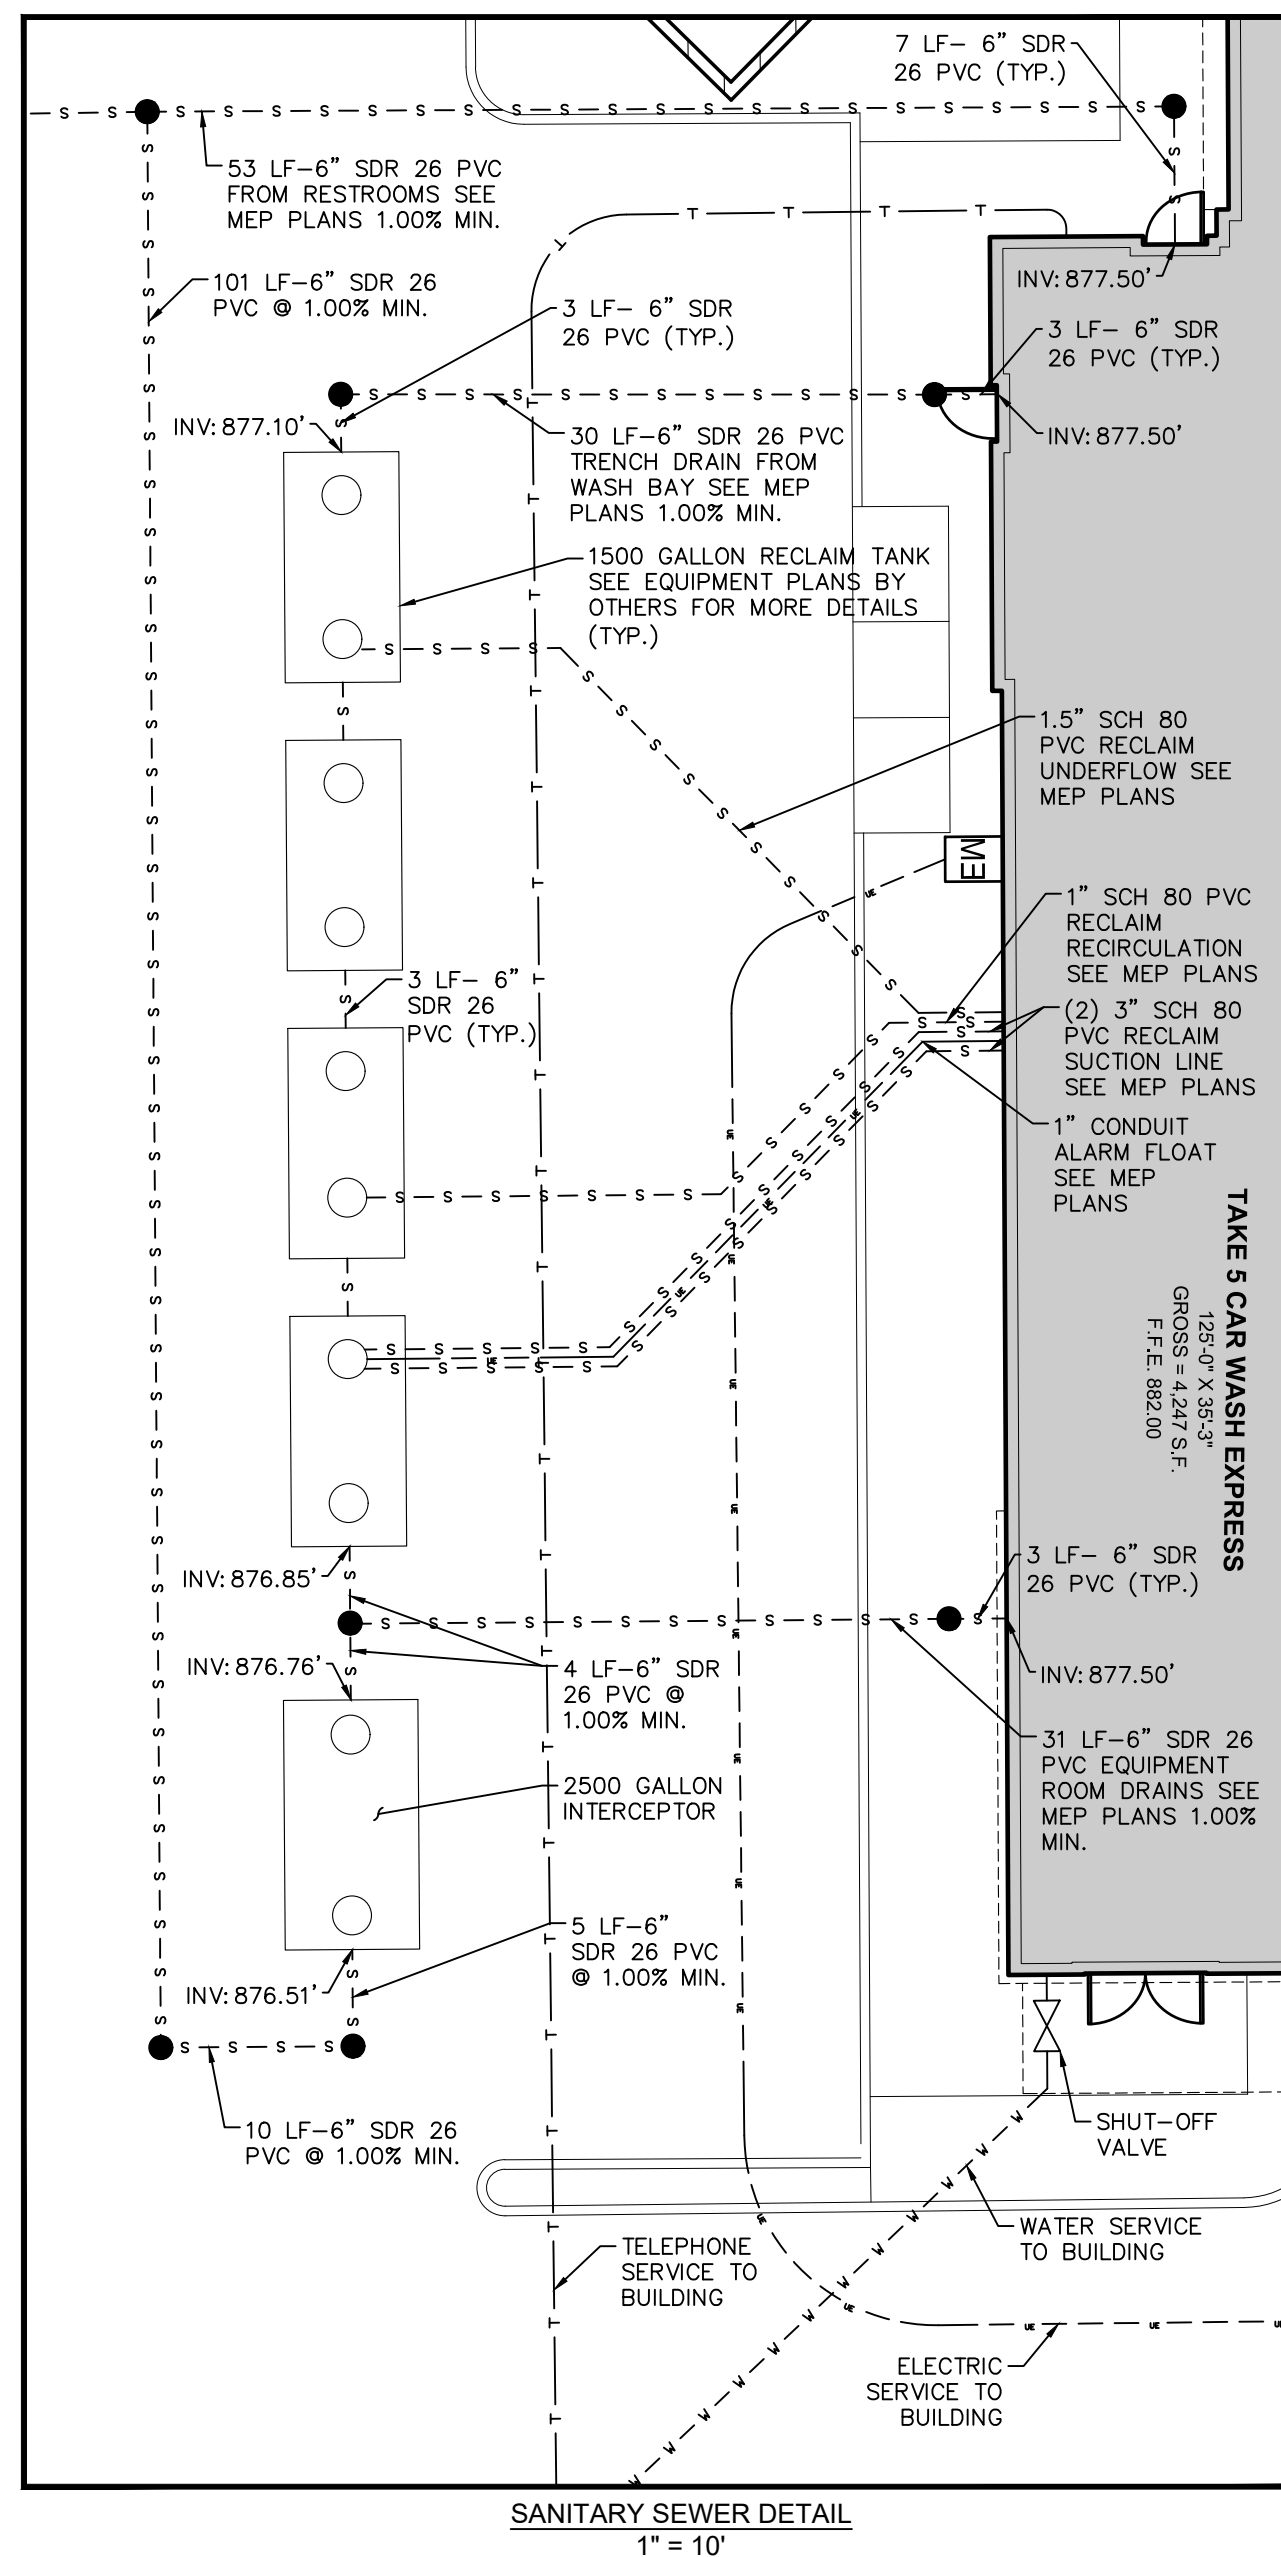 7 LF- 6" SDR
26 PVC (TYP.)
53 LF-6" SDR 26 PVC
FROM RESTROOMS SEE
MEP PLANS 1.00% MIN.
101 LF-6" SDR 26
PVC @ 1.00% MIN.
INV: 877.50'
3 LF- 6" SDR
26 PVC (TYP.)
3 LF- 6" SDR
26 PVC (TYP.)
INV: 877.10'
30 LF-6" SDR 26 PVC
TRENCH DRAIN FROM
WASH BAY SEE MEP
PLANS 1.00% MIN.
INV: 877.50'
1500 GALLON RECLAIM TANK
SEE EQUIPMENT PLANS BY
OTHERS FOR MORE DETAILS
(TYP.)
1.5" SCH 80
PVC RECLAIM
UNDERFLOW SEE
MEP PLANS
EM
1" SCH 80 PVC
RECLAIM
RECIRCULATION
SEE MEP PLANS
3 LF- 6"
SDR 26
PVC (TYP.)
(2) 3" SCH 80
PVC RECLAIM
SUCTION LINE
SEE MEP PLANS
1" CONDUIT
ALARM FLOAT
SEE MEP
PLANS
TAKE 5 CAR WASH EXPRESS
125'-0" X 35'-3"
GROSS = 4,247 S.F.
F.F.E. 882.00
INV: 876.85'
3 LF- 6" SDR
26 PVC (TYP.)
INV: 876.76'
4 LF-6" SDR
26 PVC @
1.00% MIN.
INV: 877.50'
31 LF-6" SDR 26
PVC EQUIPMENT
ROOM DRAINS SEE
MEP PLANS 1.00%
MIN.
2500 GALLON
INTERCEPTOR
5 LF-6"
SDR 26 PVC
@ 1.00% MIN.
INV: 876.51'
10 LF-6" SDR 26
PVC @ 1.00% MIN.
SHUT-OFF
VALVE
WATER SERVICE
TO BUILDING
TELEPHONE
SERVICE TO
BUILDING
ELECTRIC
SERVICE TO
BUILDING
SANITARY SEWER DETAIL
1" = 10'